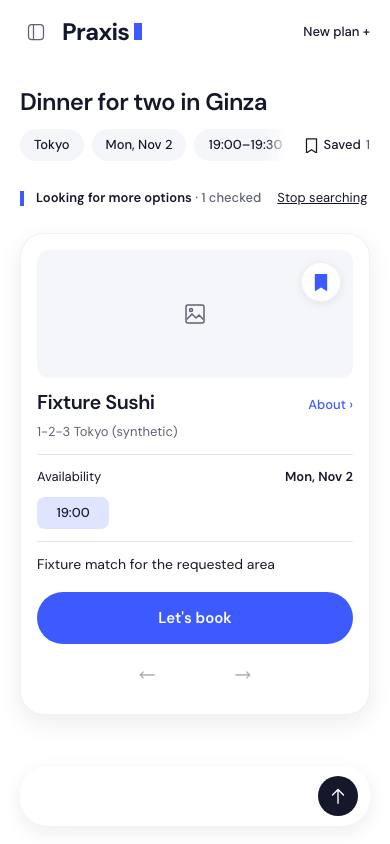 Praxis
New plan +
Dinner for two in Ginza
Tokyo
Mon, Nov 2
19:00–19:30
Saved 1
Looking for more options · 1 checked
Stop searching
Fixture Sushi
About ›
1-2-3 Tokyo (synthetic)
Availability
Mon, Nov 2
19:00
Fixture match for the requested area
Let's book
← →